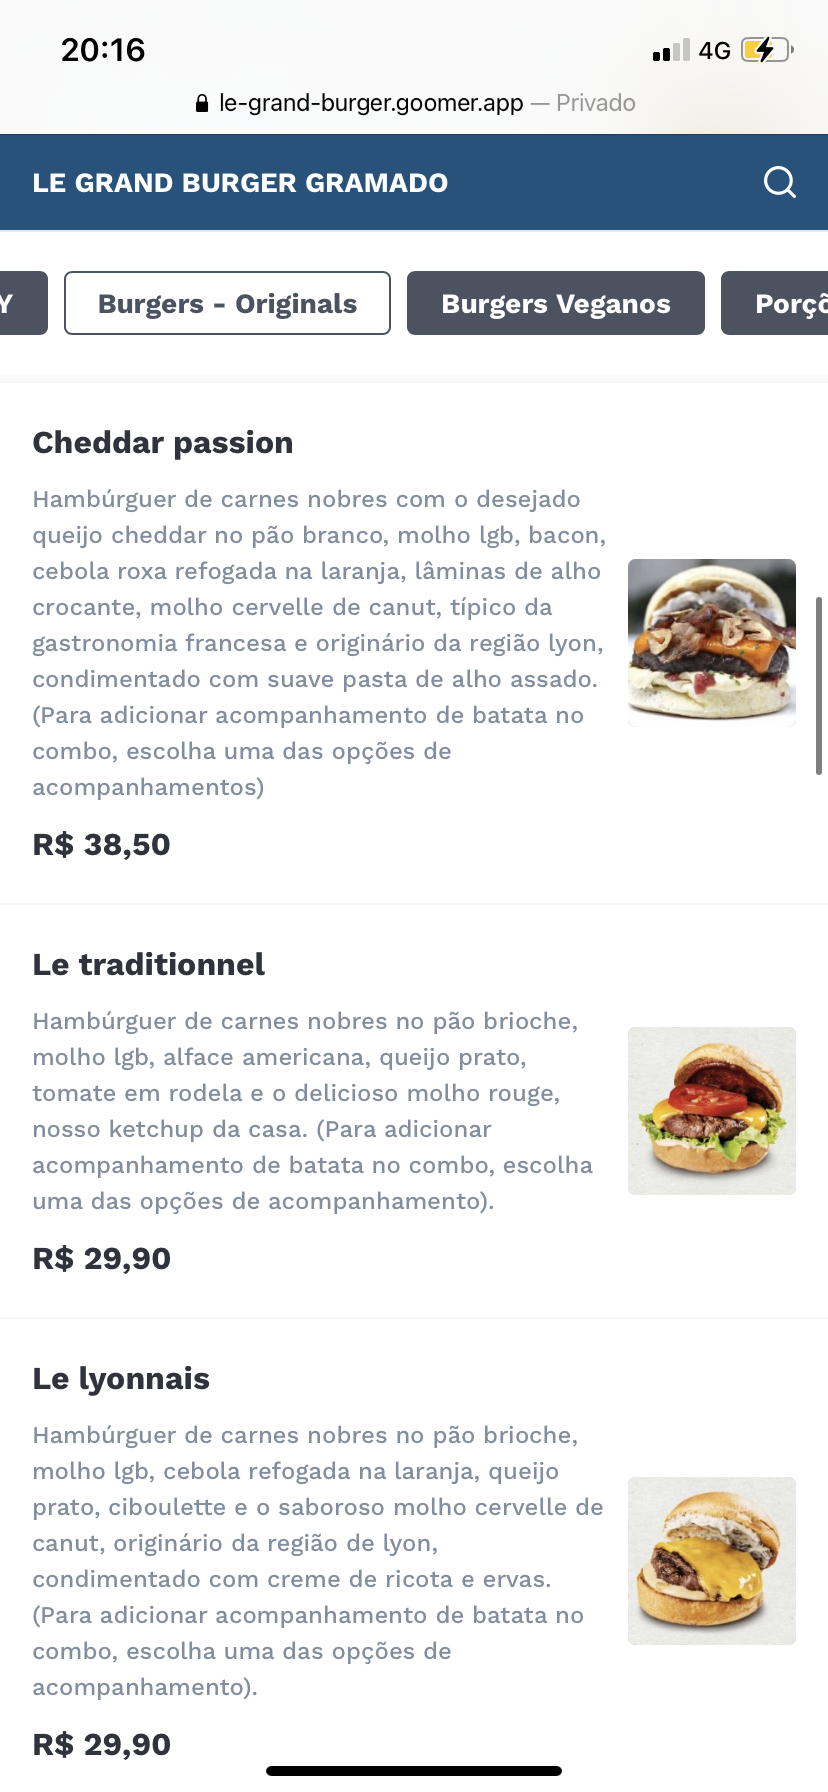 20:16
4G
le-grand-burger.goomer.app — Privado
LE GRAND BURGER GRAMADO
Y
Burgers - Originals
Burgers Veganos
Porçõ
Cheddar passion
Hambúrguer de carnes nobres com o desejado
queijo cheddar no pão branco, molho lgb, bacon,
cebola roxa refogada na laranja, lâminas de alho
crocante, molho cervelle de canut, típico da
gastronomia francesa e originário da região lyon,
condimentado com suave pasta de alho assado.
(Para adicionar acompanhamento de batata no
combo, escolha uma das opções de
acompanhamentos)
R$ 38,50
Le traditionnel
Hambúrguer de carnes nobres no pão brioche,
molho lgb, alface americana, queijo prato,
tomate em rodela e o delicioso molho rouge,
nosso ketchup da casa. (Para adicionar
acompanhamento de batata no combo, escolha
uma das opções de acompanhamento).
R$ 29,90
Le lyonnais
Hambúrguer de carnes nobres no pão brioche,
molho lgb, cebola refogada na laranja, queijo
prato, ciboulette e o saboroso molho cervelle de
canut, originário da região de lyon,
condimentado com creme de ricota e ervas.
(Para adicionar acompanhamento de batata no
combo, escolha uma das opções de
acompanhamento).
R$ 29,90